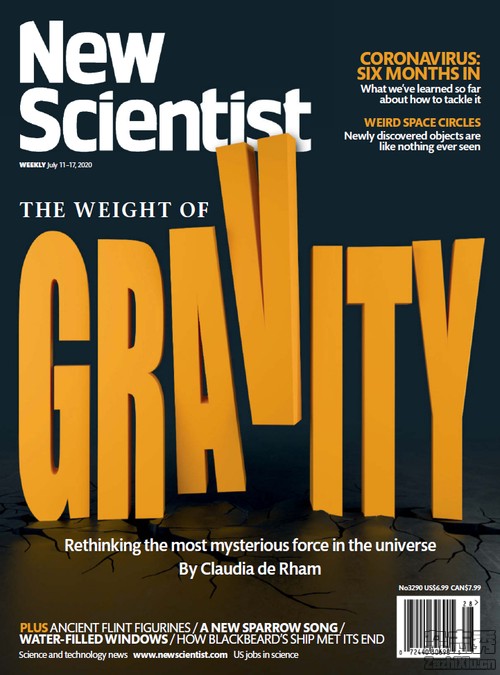 New
Scientist
WEEKLY July 11–17, 2020
CORONAVIRUS:
SIX MONTHS IN
What we've learned so far
about how to tackle it
WEIRD SPACE CIRCLES
Newly discovered objects are
like nothing ever seen
THE WEIGHT OF
GRAVITY
Rethinking the most mysterious force in the universe
By Claudia de Rham
No3290 US$6.99 CAN$7.99
PLUS ANCIENT FLINT FIGURINES / A NEW SPARROW SONG /
WATER-FILLED WINDOWS / HOW BLACKBEARD'S SHIP MET ITS END
Science and technology news www.newscientist.com US jobs in science